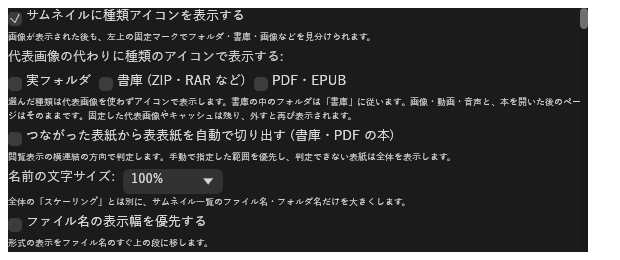 サムネイルに種類アイコンを表示する
画像が表示された後も、左上の固定マークでフォルダ・書庫・画像などを見分けられます。
代表画像の代わりに種類のアイコンで表示する:
実フォルダ 書庫 (ZIP・RAR など) PDF・EPUB
選んだ種類は代表画像を使わずアイコンで表示します。書庫の中のフォルダは「書庫」に従います。画像・動画・音声と、本を開いた後のペー
ジはそのままです。固定した代表画像やキャッシュは残り、外すと再び表示されます。
つながった表紙から表表紙を自動で切り出す (書庫・PDF の本)
閲覧表示の横連結の方向で判定します。手動で指定した範囲を優先し、判定できない表紙は全体を表示します。
名前の文字サイズ: 100%
全体の「スケーリング」とは別に、サムネイル一覧のファイル名・フォルダ名だけを大きくします。
ファイル名の表示幅を優先する
形式の表示をファイル名のすぐ上の段に移します。